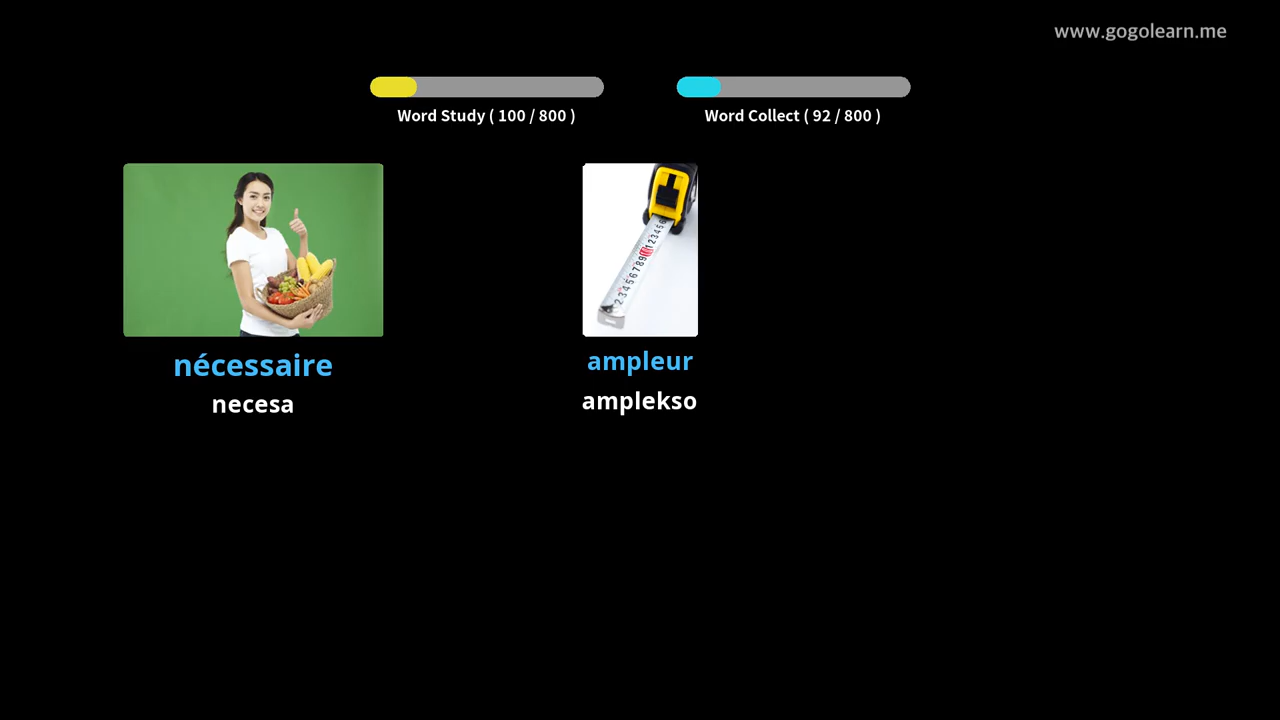 www.gogolearn.me
Word Study ( 100 / 800 )
Word Collect ( 92 / 800 )
nécessaire
necesa
ampleur
amplekso